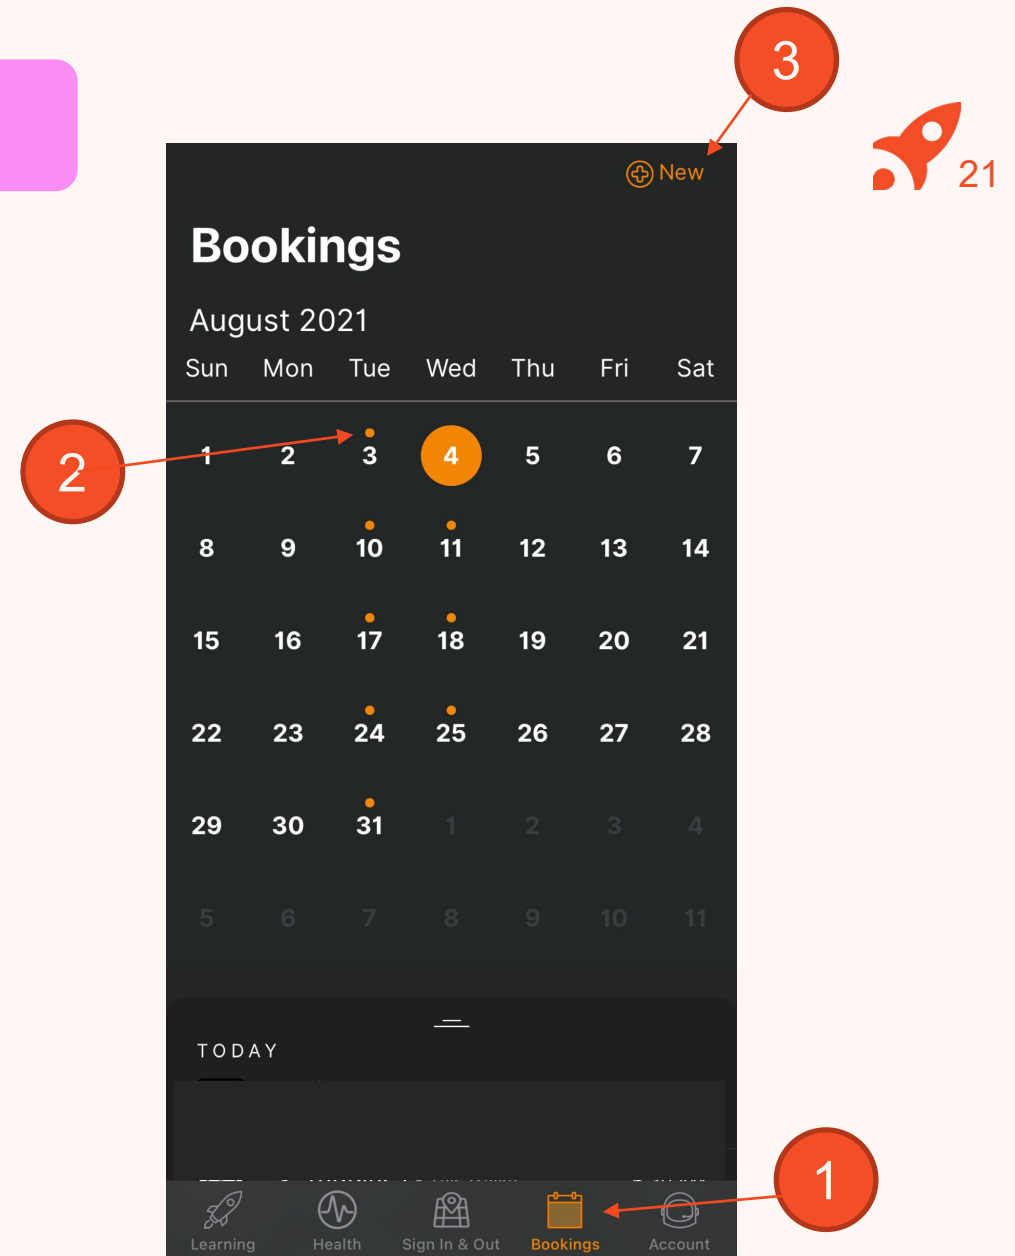 3
21
New
Bookings
August 2021
Sun Mon Tue Wed Thu Fri Sat
2
1 2 3 4 5 6 7
8 9 10 11 12 13 14
15 16 17 18 19 20 21
22 23 24 25 26 27 28
29 30 31 1 2 3 4
5 6 7 8 9 10 11
TODAY
1
Learning Health Sign In & Out Bookings Account